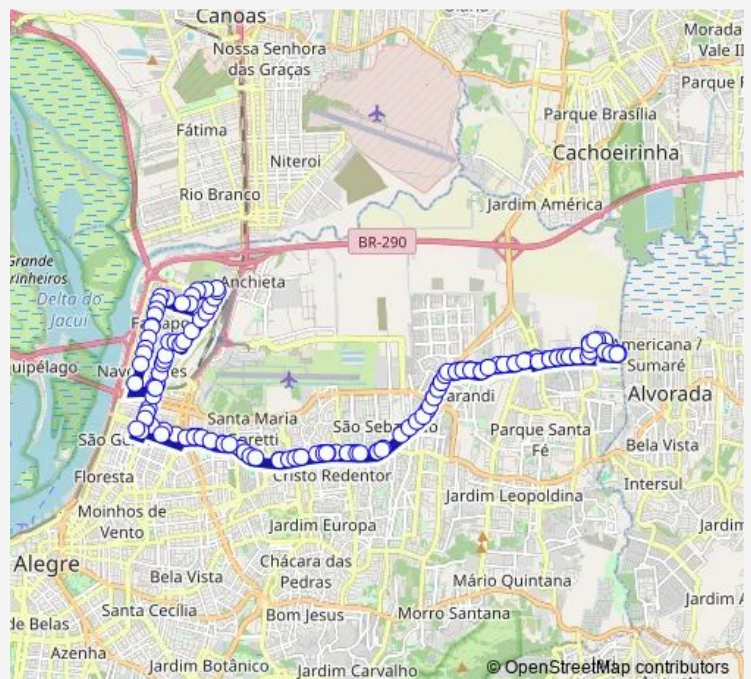 Canoas
Morada
Vale II
Nossa Senhora
das Graças
Parque
Parque Brasília
Fátima
Cachoeirinha
Niteroi
Rio Branco
Jardim América
BR-290
Grande
Anchieta
Delta do
Jacuí
Americana /
Sumaré
Alvorada
Santa Maria
São
Parque Santa
Fé
Bela Vista
Floresta
Cristo Redentor
Intersul
Jardim Leopoldina
Moinhos de
Vento
Jardim Europa
Jardim
Alegre
Chácara das
Pedras
Bela Vista
Mário Quintana
Santa Cecília
Bom Jesus
Morro Santana
Jardim A
de Belas
Azenha
Jardim Botânico
Jardim Carvalho
© OpenStreetMap contributors